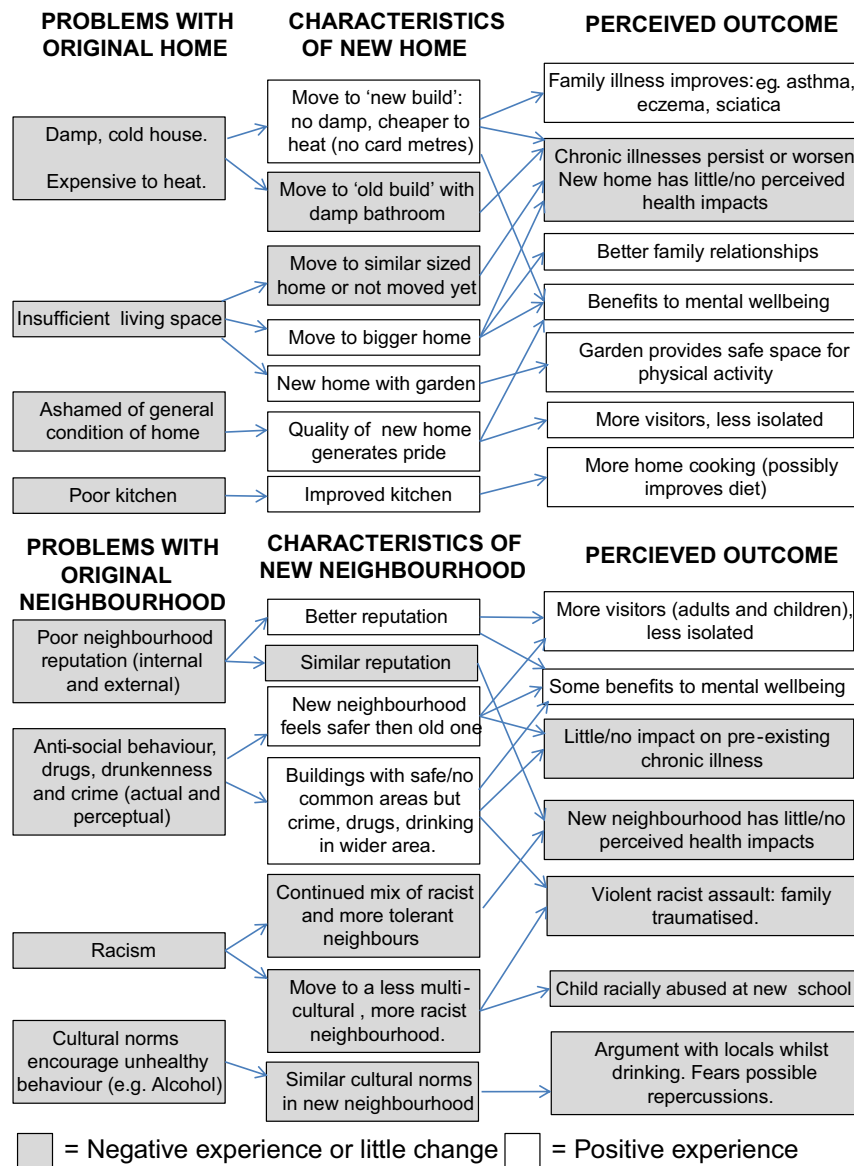 PROBLEMS WITH
ORIGINAL HOME
CHARACTERISTICS
OF NEW HOME
PERCEIVED OUTCOME
Damp, cold house.
Expensive to heat.
Insufficient living space
Ashamed of general
condition of home
Poor kitchen
Move to ‘new build’:
no damp, cheaper to
heat (no card metres)
Move to ‘old build’ with
damp bathroom
Move to similar sized
home or not moved yet
Move to bigger home
New home with garden
Quality of new home
generates pride
Improved kitchen
Family illness improves: eg. asthma,
eczema, sciatica
Chronic illnesses persist or worsen
New home has little/no perceived
health impacts
Better family relationships
Benefits to mental wellbeing
Garden provides safe space for
physical activity
More visitors, less isolated
More home cooking (possibly
improves diet)
PROBLEMS WITH
ORIGINAL
NEIGHBOURHOOD
CHARACTERISTICS OF
NEW NEIGHBOURHOOD
PERCIEVED OUTCOME
Poor neighbourhood
reputation (internal
and external)
Anti-social behaviour,
drugs, drunkenness
and crime (actual and
perceptual)
Racism
Cultural norms
encourage unhealthy
behaviour (e.g. Alcohol)
Better reputation
Similar reputation
New neighbourhood
feels safer then old one
Buildings with safe/no
common areas but
crime, drugs, drinking
in wider area.
Continued mix of racist
and more tolerant
neighbours
Move to a less multi-
cultural , more racist
neighbourhood.
Similar cultural norms
in new neighbourhood
More visitors (adults and children),
less isolated
Some benefits to mental wellbeing
Little/no impact on pre-existing
chronic illness
New neighbourhood has little/no
perceived health impacts
Violent racist assault: family
traumatised.
Child racially abused at new school
Argument with locals whilst
drinking. Fears possible
repercussions.
= Negative experience or little change
= Positive experience